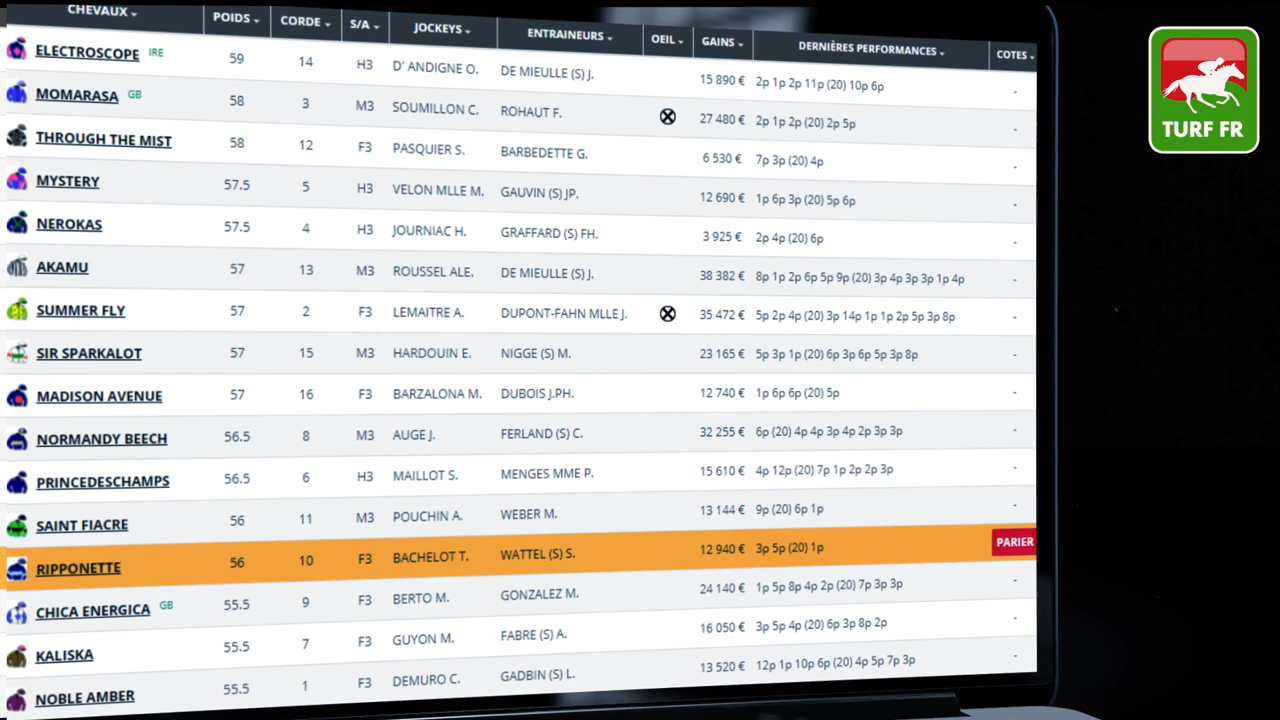 CHEVAUX POIDS CORDE S/A JOCKEYS ENTRAINEURS OEIL GAINS DERNIÈRES PERFORMANCES COTES
ELECTROSCOPE IRE 59 14 H3 D' ANDIGNE O. DE MIEULLE (S) J. 15 890 € 2p 1p 2p 11p (20) 10p 6p -
MOMARASA GB 58 3 M3 SOUMILLON C. ROHAUT F. 27 480 € 2p 1p 2p (20) 2p 5p -
THROUGH THE MIST 58 12 F3 PASQUIER S. BARBEDETTE G. 6 530 € 7p 3p (20) 4p -
MYSTERY 57.5 5 H3 VELON MLLE M. GAUVIN (S) JP. 12 690 € 1p 6p 3p (20) 5p 6p -
NEROKAS 57.5 4 H3 JOURNIAC H. GRAFFARD (S) FH. 3 925 € 2p 4p (20) 6p -
AKAMU 57 13 M3 ROUSSEL ALE. DE MIEULLE (S) J. 38 382 € 8p 1p 2p 6p 5p 9p (20) 3p 4p 3p 3p 1p 4p -
SUMMER FLY 57 2 F3 LEMAITRE A. DUPONT-FAHN MLLE J. 35 472 € 5p 2p 4p (20) 3p 14p 1p 1p 2p 5p 3p 8p -
SIR SPARKALOT 57 15 M3 HARDOUIN E. NIGGE (S) M. 23 165 € 5p 3p 1p (20) 6p 3p 6p 5p 3p 8p -
MADISON AVENUE 57 16 F3 BARZALONA M. DUBOIS J.PH. 12 740 € 1p 6p 6p (20) 5p -
NORMANDY BEECH 56.5 8 M3 AUGE J. FERLAND (S) C. 32 255 € 6p (20) 4p 4p 3p 4p 2p 3p 3p -
PRINCEDESCHAMPS 56.5 6 H3 MAILLOT S. MENGES MME P. 15 610 € 4p 12p (20) 7p 1p 2p 2p 3p -
SAINT FIACRE 56 11 M3 POUCHIN A. WEBER M. 13 144 € 9p (20) 6p 1p -
RIPPONETTE 56 10 F3 BACHELOT T. WATTEL (S) S. 12 940 € 3p 5p (20) 1p PARIER
CHICA ENERGICA GB 55.5 9 F3 BERTO M. GONZALEZ M. 24 140 € 1p 5p 8p 4p 2p (20) 7p 3p 3p -
KALISKA 55.5 7 F3 GUYON M. FABRE (S) A. 16 050 € 3p 5p 4p (20) 6p 3p 8p 2p -
NOBLE AMBER 55.5 1 F3 DEMURO C. GADBIN (S) L. 13 520 € 12p 1p 10p 6p (20) 4p 5p 7p 3p -
TURF FR